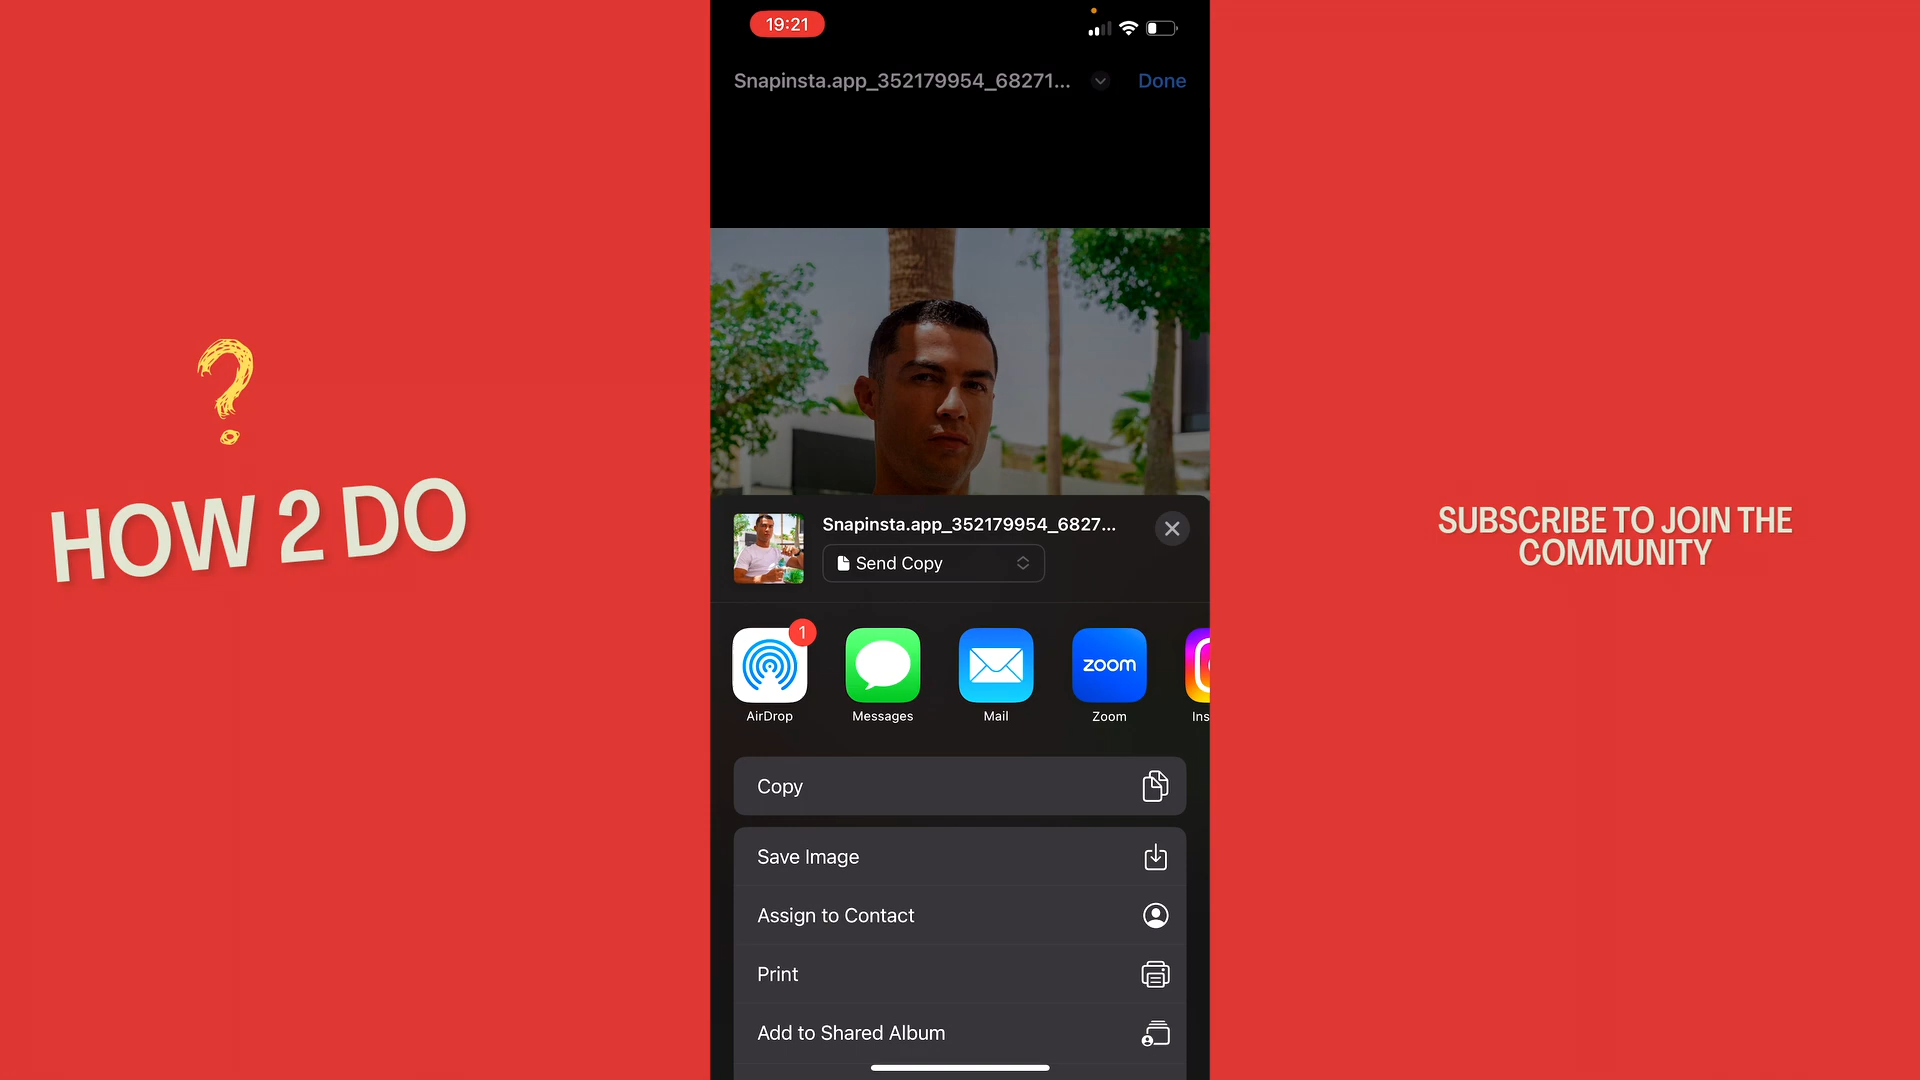 19:21
Snapinsta.app_352179954_68271...
Done
?
HOW 2 DO
SUBSCRIBE TO JOIN THE
COMMUNITY
Snapinsta.app_352179954_6827...
Send Copy
1
zoom
AirDrop
Messages
Mail
Zoom
Ins
Copy
Save Image
Assign to Contact
Print
Add to Shared Album